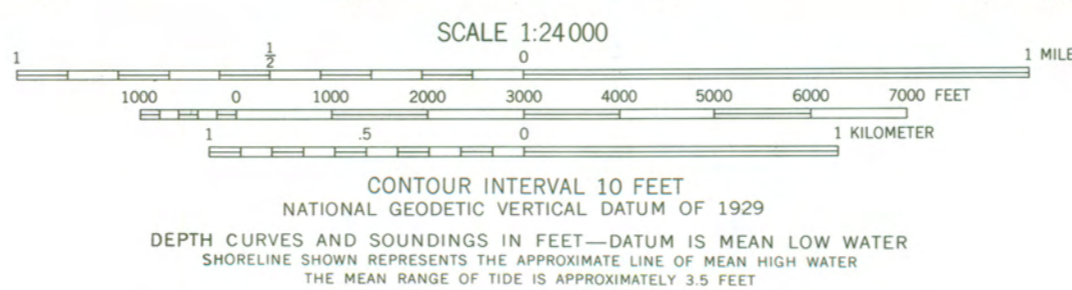 SCALE 1:24 000
1 1/2 0 1 MILE
1000 0 1000 2000 3000 4000 5000 6000 7000 FEET
1 .5 0 1 KILOMETER
CONTOUR INTERVAL 10 FEET
NATIONAL GEODETIC VERTICAL DATUM OF 1929
DEPTH CURVES AND SOUNDINGS IN FEET—DATUM IS MEAN LOW WATER
SHORELINE SHOWN REPRESENTS THE APPROXIMATE LINE OF MEAN HIGH WATER
THE MEAN RANGE OF TIDE IS APPROXIMATELY 3.5 FEET